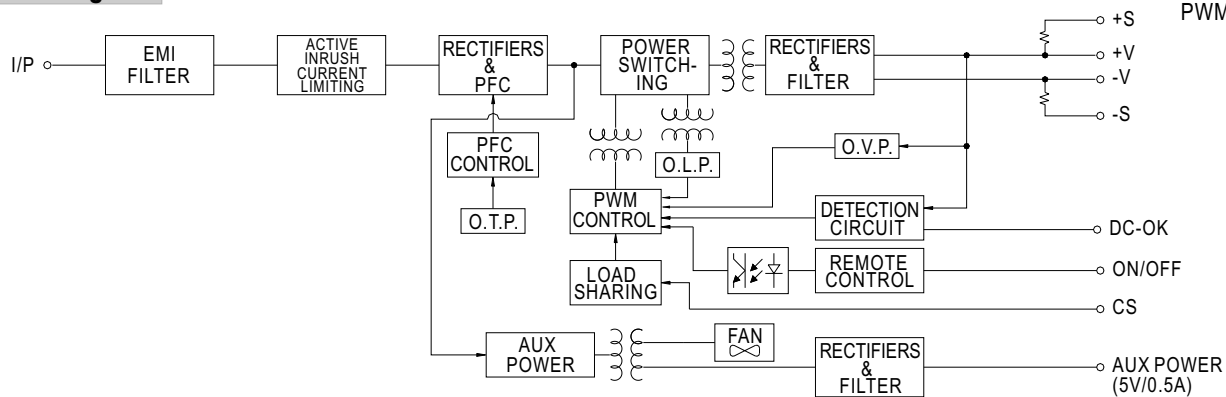 PWM
+S
+V
-V
-S
I/P
EMI
FILTER
ACTIVE
INRUSH
CURRENT
LIMITING
RECTIFIERS
&
PFC
POWER
SWITCH-
ING
RECTIFIERS
&
FILTER
PFC
CONTROL
O.T.P.
O.L.P.
O.V.P.
PWM
CONTROL
DETECTION
CIRCUIT
DC-OK
REMOTE
CONTROL
ON/OFF
LOAD
SHARING
CS
AUX
POWER
FAN
RECTIFIERS
&
FILTER
AUX POWER
(5V/0.5A)